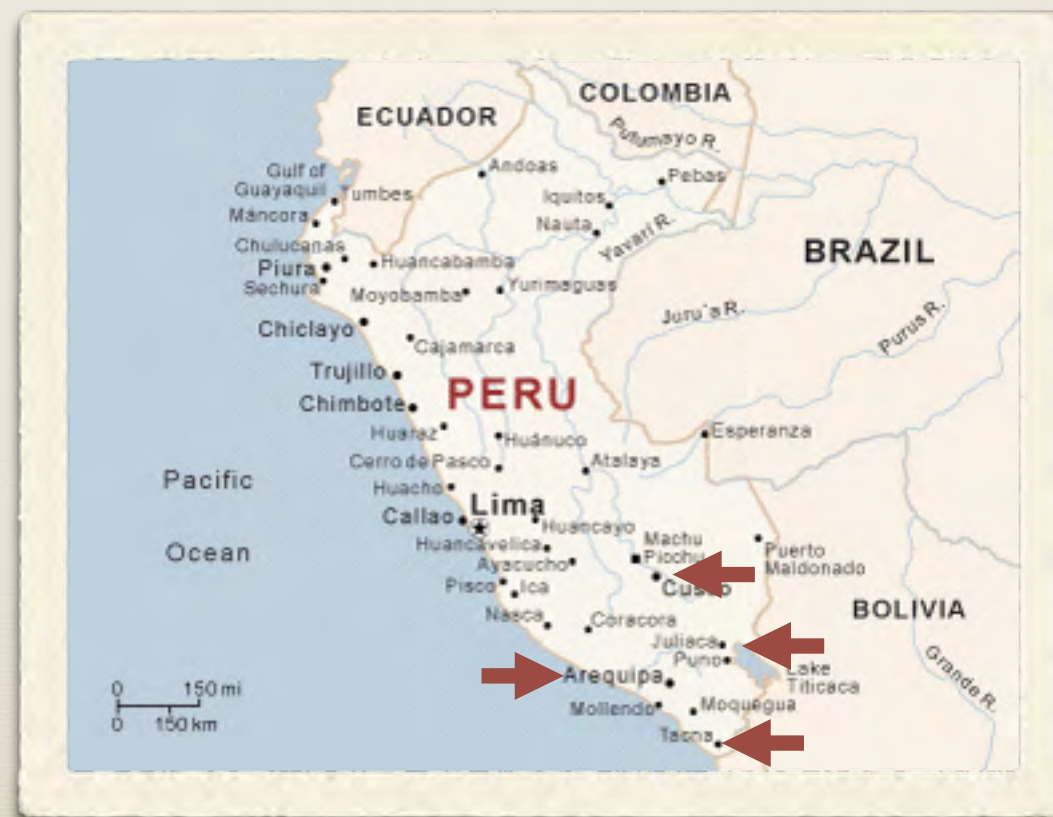 COLOMBIA
ECUADOR
Putumayo R.
Andoas
Gulf of
Guayaquil
Pebas
Tumbes
Iquitos
Máncora
Nauta
Yavari R.
Chulucanas
BRAZIL
Piura
Huancabamba
Sechura
Moyobamba
Yurimaguas
Juru´a R.
Purus R.
Chiclayo
Cajamarca
Trujillo
PERU
Chimbote
Huaraz
Huánuco
Esperanza
Cerro de Pasco
Atalaya
Pacific
Ocean
Huacho
Lima
Callao
Huancayo
Machu
Picchu
Huancavelica
Puerto
Maldonado
Ayacucho
Pisco
Ica
Cusco
BOLIVIA
Nasca
Coracora
Juliaca
Puno
Lake
Titicaca
Grande R.
Arequipa
0 150 mi
0 150 km
Mollendo
Moquegua
Tacna